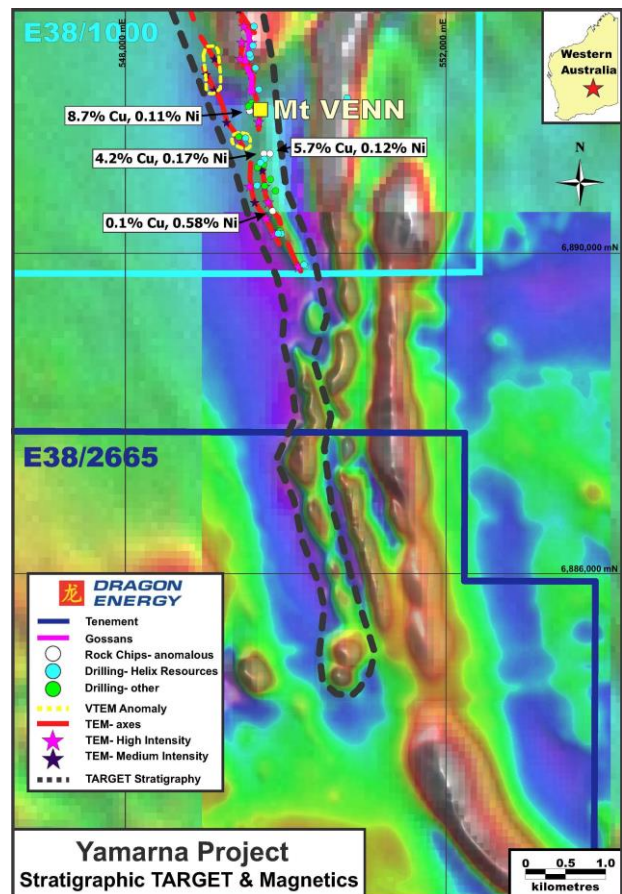 548,000 mE
552,000 mE
E38/1000
Western
Australia
Mt VENN
8.7% Cu, 0.11% Ni
5.7% Cu, 0.12% Ni
4.2% Cu, 0.17% Ni
N
0.1% Cu, 0.58% Ni
6,890,000 mN
E38/2665
6,886,000 mN
龙 DRAGON
ENERGY
Tenement
Gossans
Rock Chips- anomalous
Drilling- Helix Resources
Drilling- other
VTEM Anomaly
TEM- axes
TEM- High Intensity
TEM- Medium Intensity
TARGET Stratigraphy
Yamarna Project
Stratigraphic TARGET & Magnetics
0 0.5 1.0
kilometres